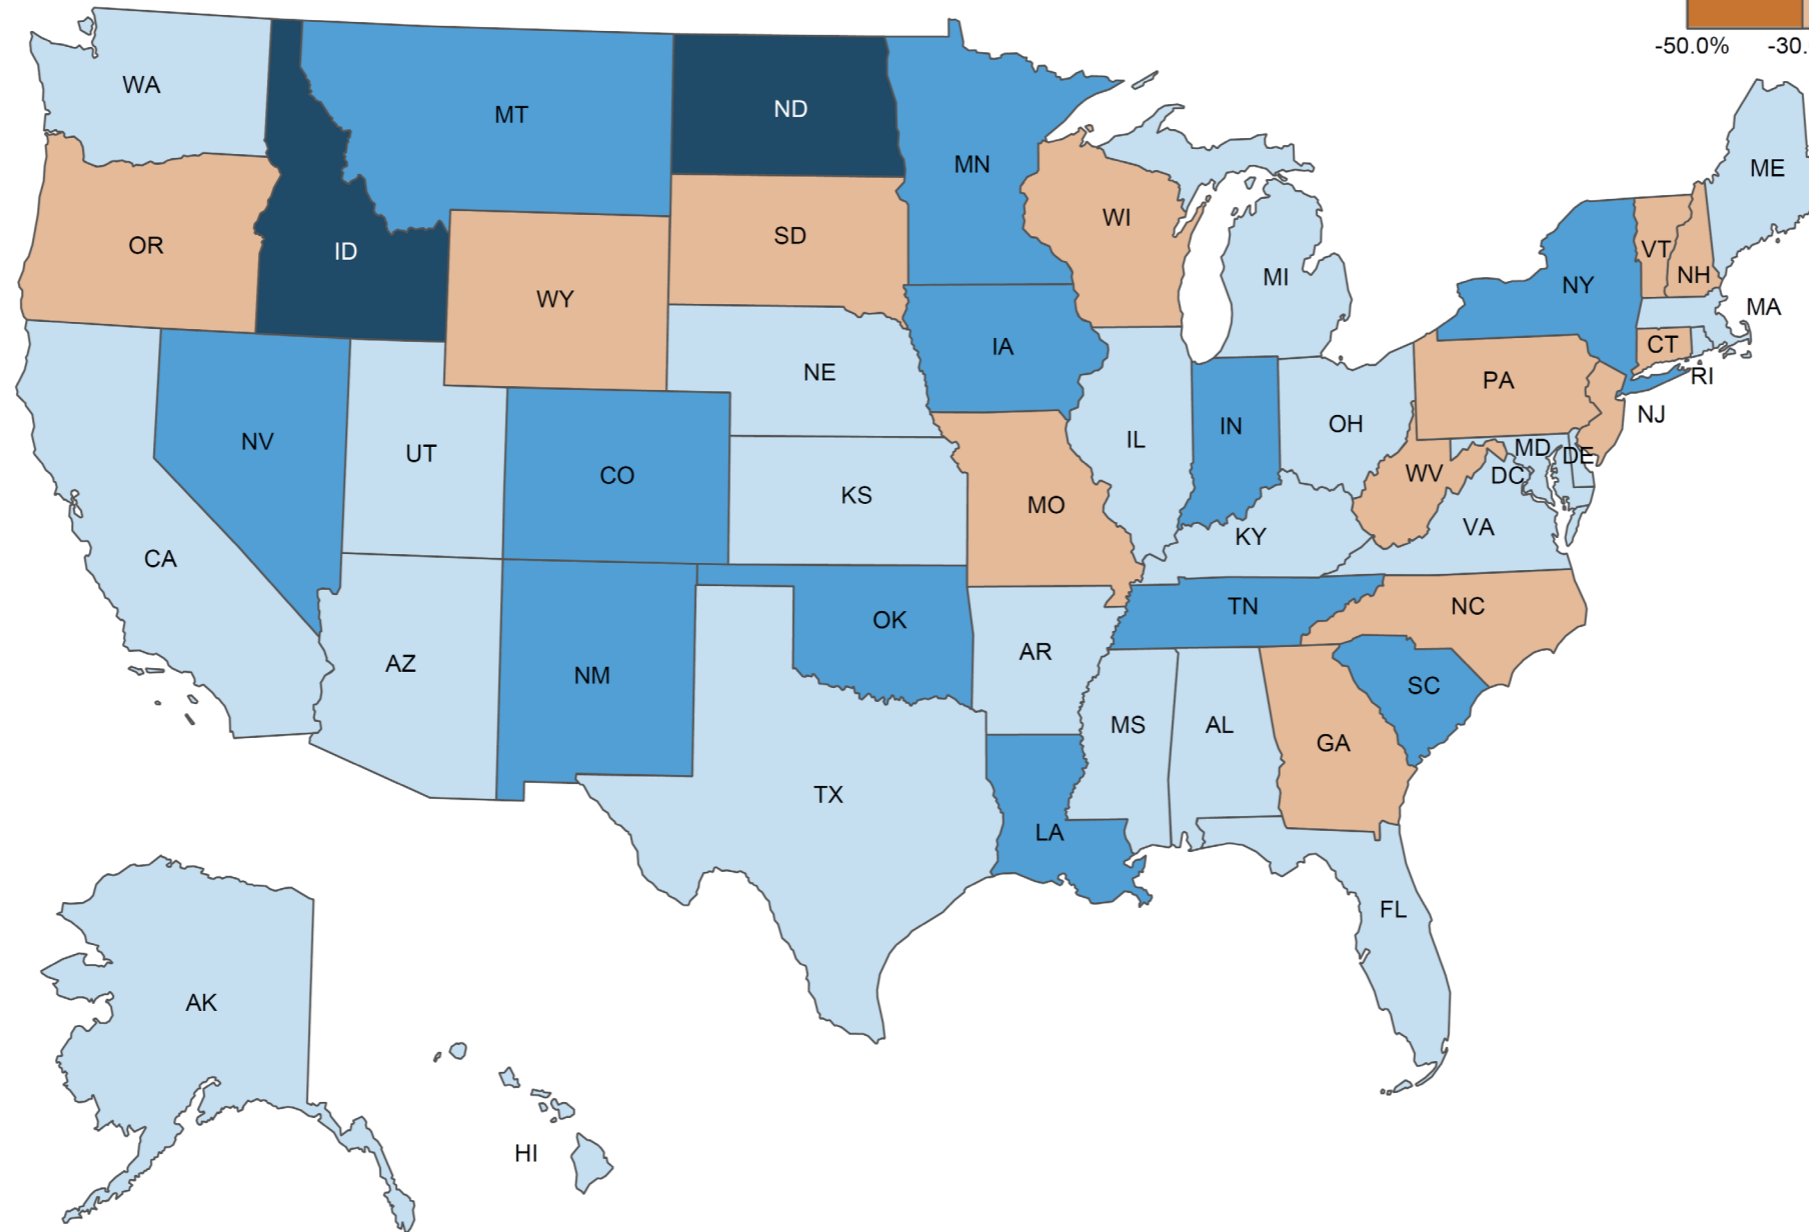 -50.0% -30.
WA
MT
ND
MN
ME
OR
ID
SD
WI
VT
NH
WY
MI
NY
MA
IA
CT
NE
PA
RI
NV
UT
CO
IL
IN
OH
NJ
KS
MO
WV
MD
DE
DC
CA
KY
VA
OK
TN
NC
AZ
NM
AR
SC
MS
AL
GA
TX
LA
FL
AK
HI